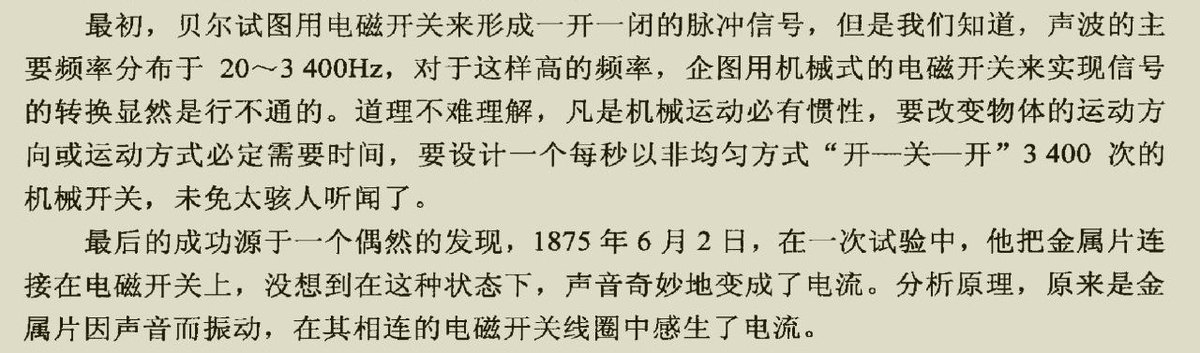 最初，贝尔试图用电磁开关来形成一开一闭的脉冲信号，但是我们知道，声波的主
要频率分布于 20～3 400Hz，对于这样高的频率，企图用机械式的电磁开关来实现信号
的转换显然是行不通的。道理不难理解，凡是机械运动必有惯性，要改变物体的运动方
向或运动方式必定需要时间，要设计一个每秒以非均匀方式“开—关—开”3 400 次的
机械开关，未免太骇人听闻了。
最后的成功源于一个偶然的发现，1875 年 6 月 2 日，在一次试验中，他把金属片连
接在电磁开关上，没想到在这种状态下，声音奇妙地变成了电流。分析原理，原来是金
属片因声音而振动，在其相连的电磁开关线圈中感生了电流。